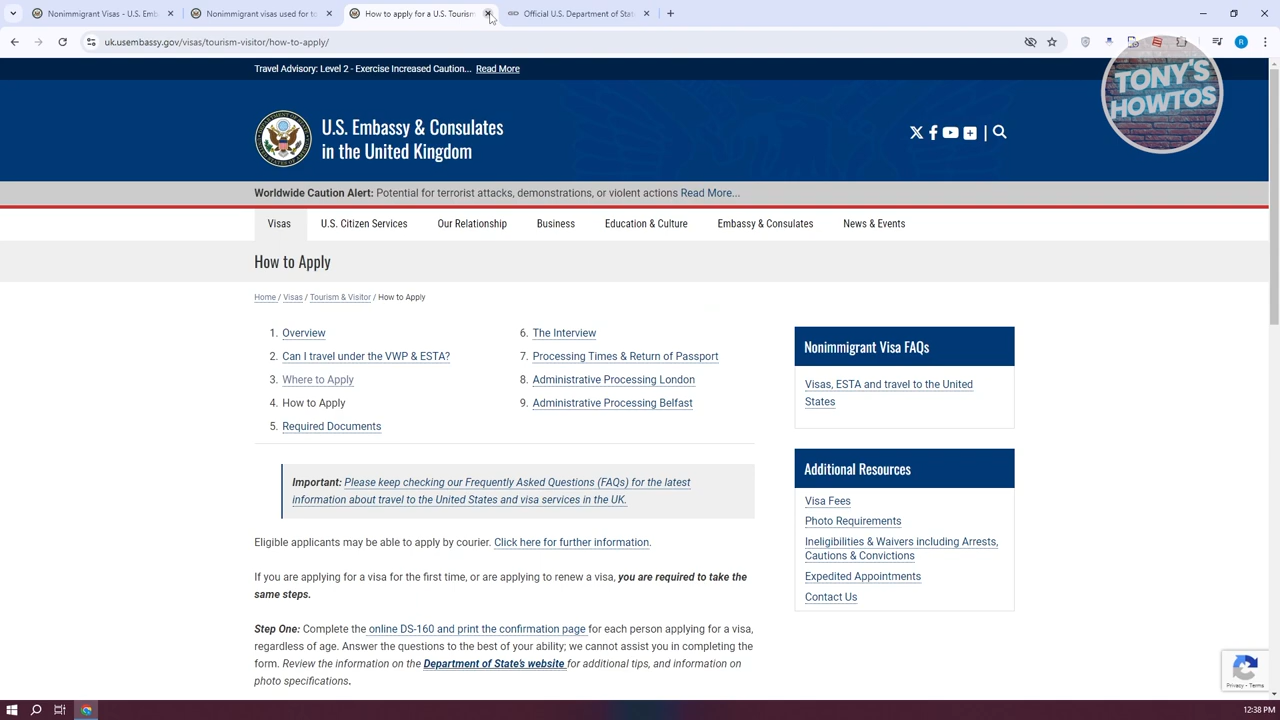 Nonimmigrant Visas - U.S. Emb
Nonimmigrant visas used for to
How to apply for a U.S. Tourism
Official U.S. Department of Stat
uk.usembassy.gov/visas/tourism-visitor/how-to-apply/
R
Travel Advisory: Level 2 - Exercise Increased Caution... Read More
TONY'S
HOWTOS
U.S. Embassy & Consulates
in the United Kingdom
Worldwide Caution Alert: Potential for terrorist attacks, demonstrations, or violent actions Read More...
Visas U.S. Citizen Services Our Relationship Business Education & Culture Embassy & Consulates News & Events
How to Apply
Home / Visas / Tourism & Visitor / How to Apply
1. Overview
2. Can I travel under the VWP & ESTA?
3. Where to Apply
4. How to Apply
5. Required Documents
6. The Interview
7. Processing Times & Return of Passport
8. Administrative Processing London
9. Administrative Processing Belfast
Important: Please keep checking our Frequently Asked Questions (FAQs) for the latest
information about travel to the United States and visa services in the UK.
Eligible applicants may be able to apply by courier. Click here for further information.
If you are applying for a visa for the first time, or are applying to renew a visa, you are required to take the
same steps.
Step One: Complete the online DS-160 and print the confirmation page for each person applying for a visa,
regardless of age. Answer the questions to the best of your ability; we cannot assist you in completing the
form. Review the information on the Department of State's website for additional tips, and information on
photo specifications.
Nonimmigrant Visa FAQs
Visas, ESTA and travel to the United
States
Additional Resources
Visa Fees
Photo Requirements
Ineligibilities & Waivers including Arrests,
Cautions & Convictions
Expedited Appointments
Contact Us
Privacy - Terms
12:38 PM